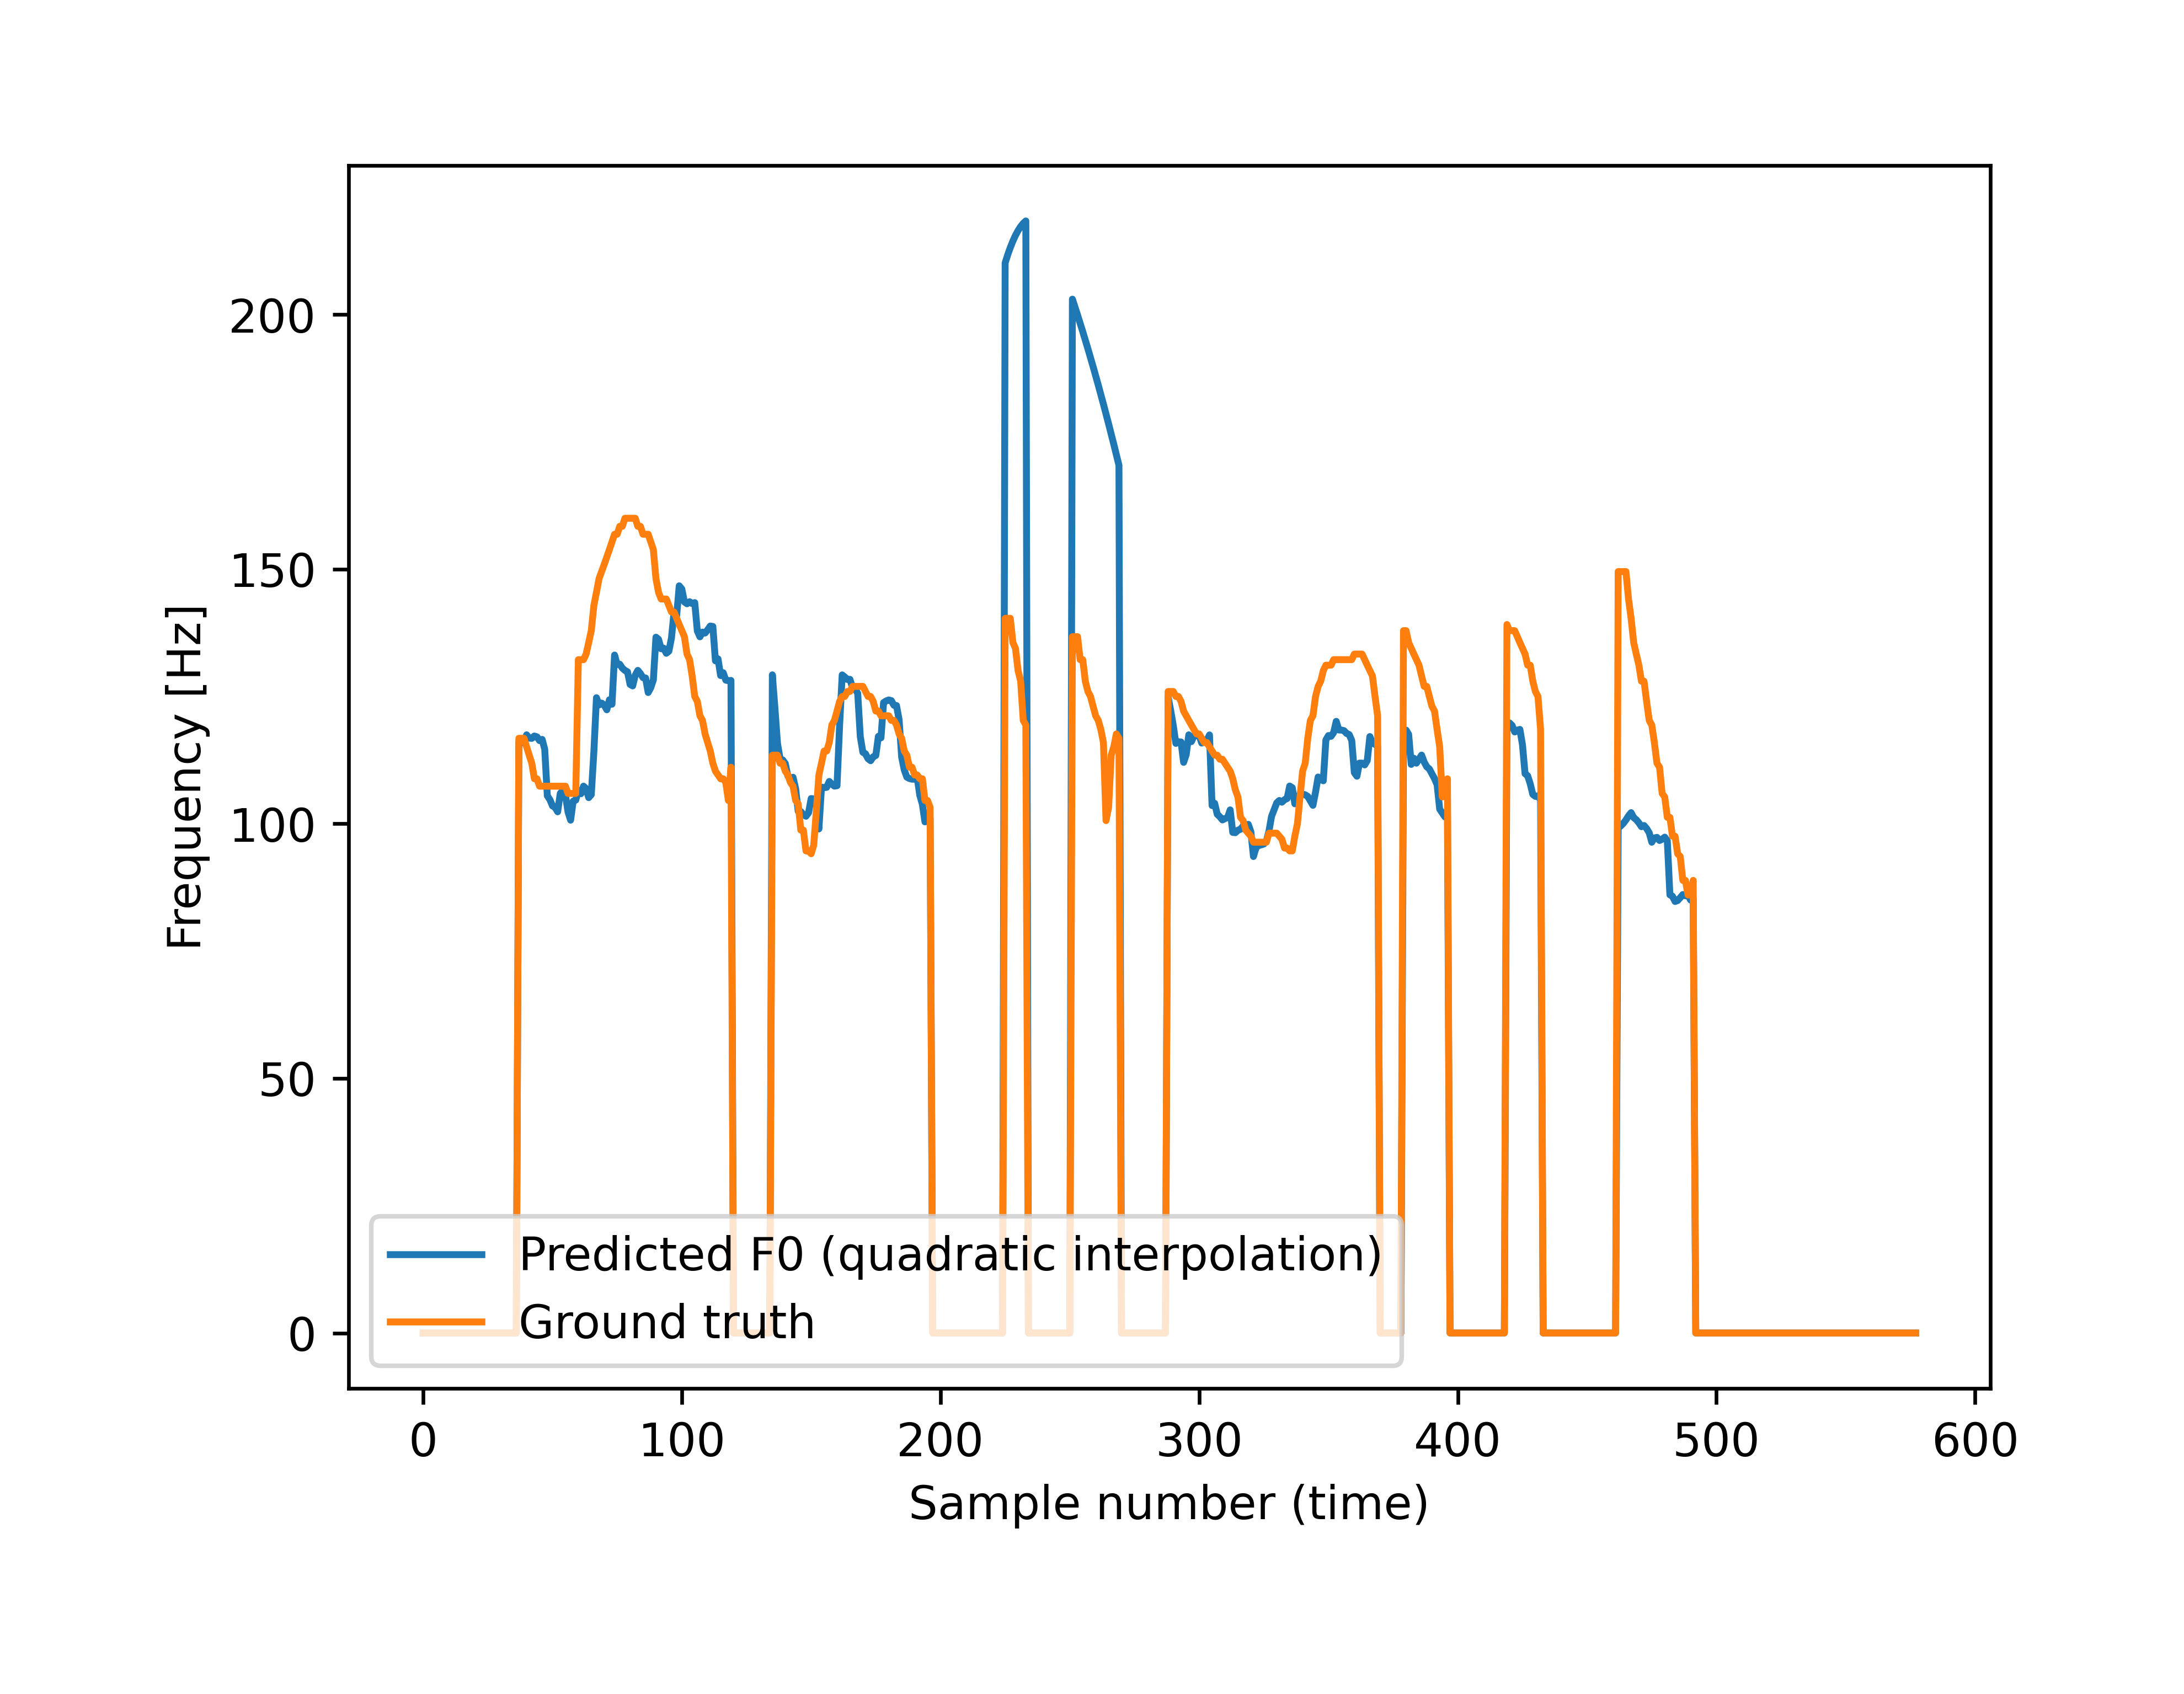 200
150
100
50
0
Frequency [Hz]
Predicted F0 (quadratic interpolation)
Ground truth
0 100 200 300 400 500 600
Sample number (time)